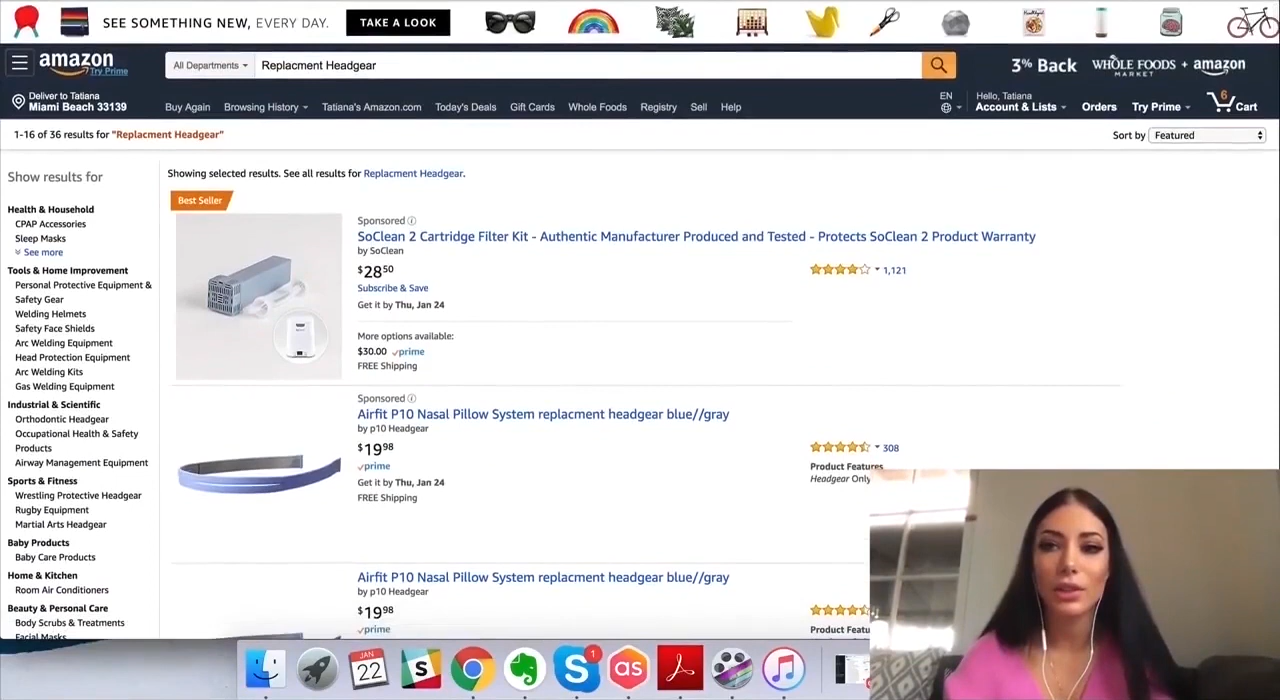 SEE SOMETHING NEW, EVERY DAY. TAKE A LOOK
amazon
Try Prime
All Departments
Replacment Headgear
3% Back
WHOLE FOODS MARKET + amazon
Deliver to Tatiana
Miami Beach 33139
Buy Again
Browsing History
Tatiana's Amazon.com
Today's Deals
Gift Cards
Whole Foods
Registry
Sell
Help
EN
Hello, Tatiana
Account & Lists
Orders
Try Prime
6
Cart
1-16 of 36 results for "Replacment Headgear"
Sort by Featured
Show results for
Health & Household
CPAP Accessories
Sleep Masks
See more
Tools & Home Improvement
Personal Protective Equipment &
Safety Gear
Welding Helmets
Safety Face Shields
Arc Welding Equipment
Head Protection Equipment
Arc Welding Kits
Gas Welding Equipment
Industrial & Scientific
Orthodontic Headgear
Occupational Health & Safety
Products
Airway Management Equipment
Sports & Fitness
Wrestling Protective Headgear
Rugby Equipment
Martial Arts Headgear
Baby Products
Baby Care Products
Home & Kitchen
Room Air Conditioners
Beauty & Personal Care
Body Scrubs & Treatments
Facial Masks
Showing selected results. See all results for Replacment Headgear.
Best Seller
Sponsored
SoClean 2 Cartridge Filter Kit - Authentic Manufacturer Produced and Tested - Protects SoClean 2 Product Warranty
by SoClean
$2850
1,121
Subscribe & Save
Get it by Thu, Jan 24
More options available:
$30.00 prime
FREE Shipping
Sponsored
Airfit P10 Nasal Pillow System replacment headgear blue//gray
by p10 Headgear
$1998
308
prime
Product Features
Get it by Thu, Jan 24
Headgear Only
FREE Shipping
Airfit P10 Nasal Pillow System replacment headgear blue//gray
by p10 Headgear
$1998
prime
Product Featu
JAN
22
S
S
1
as